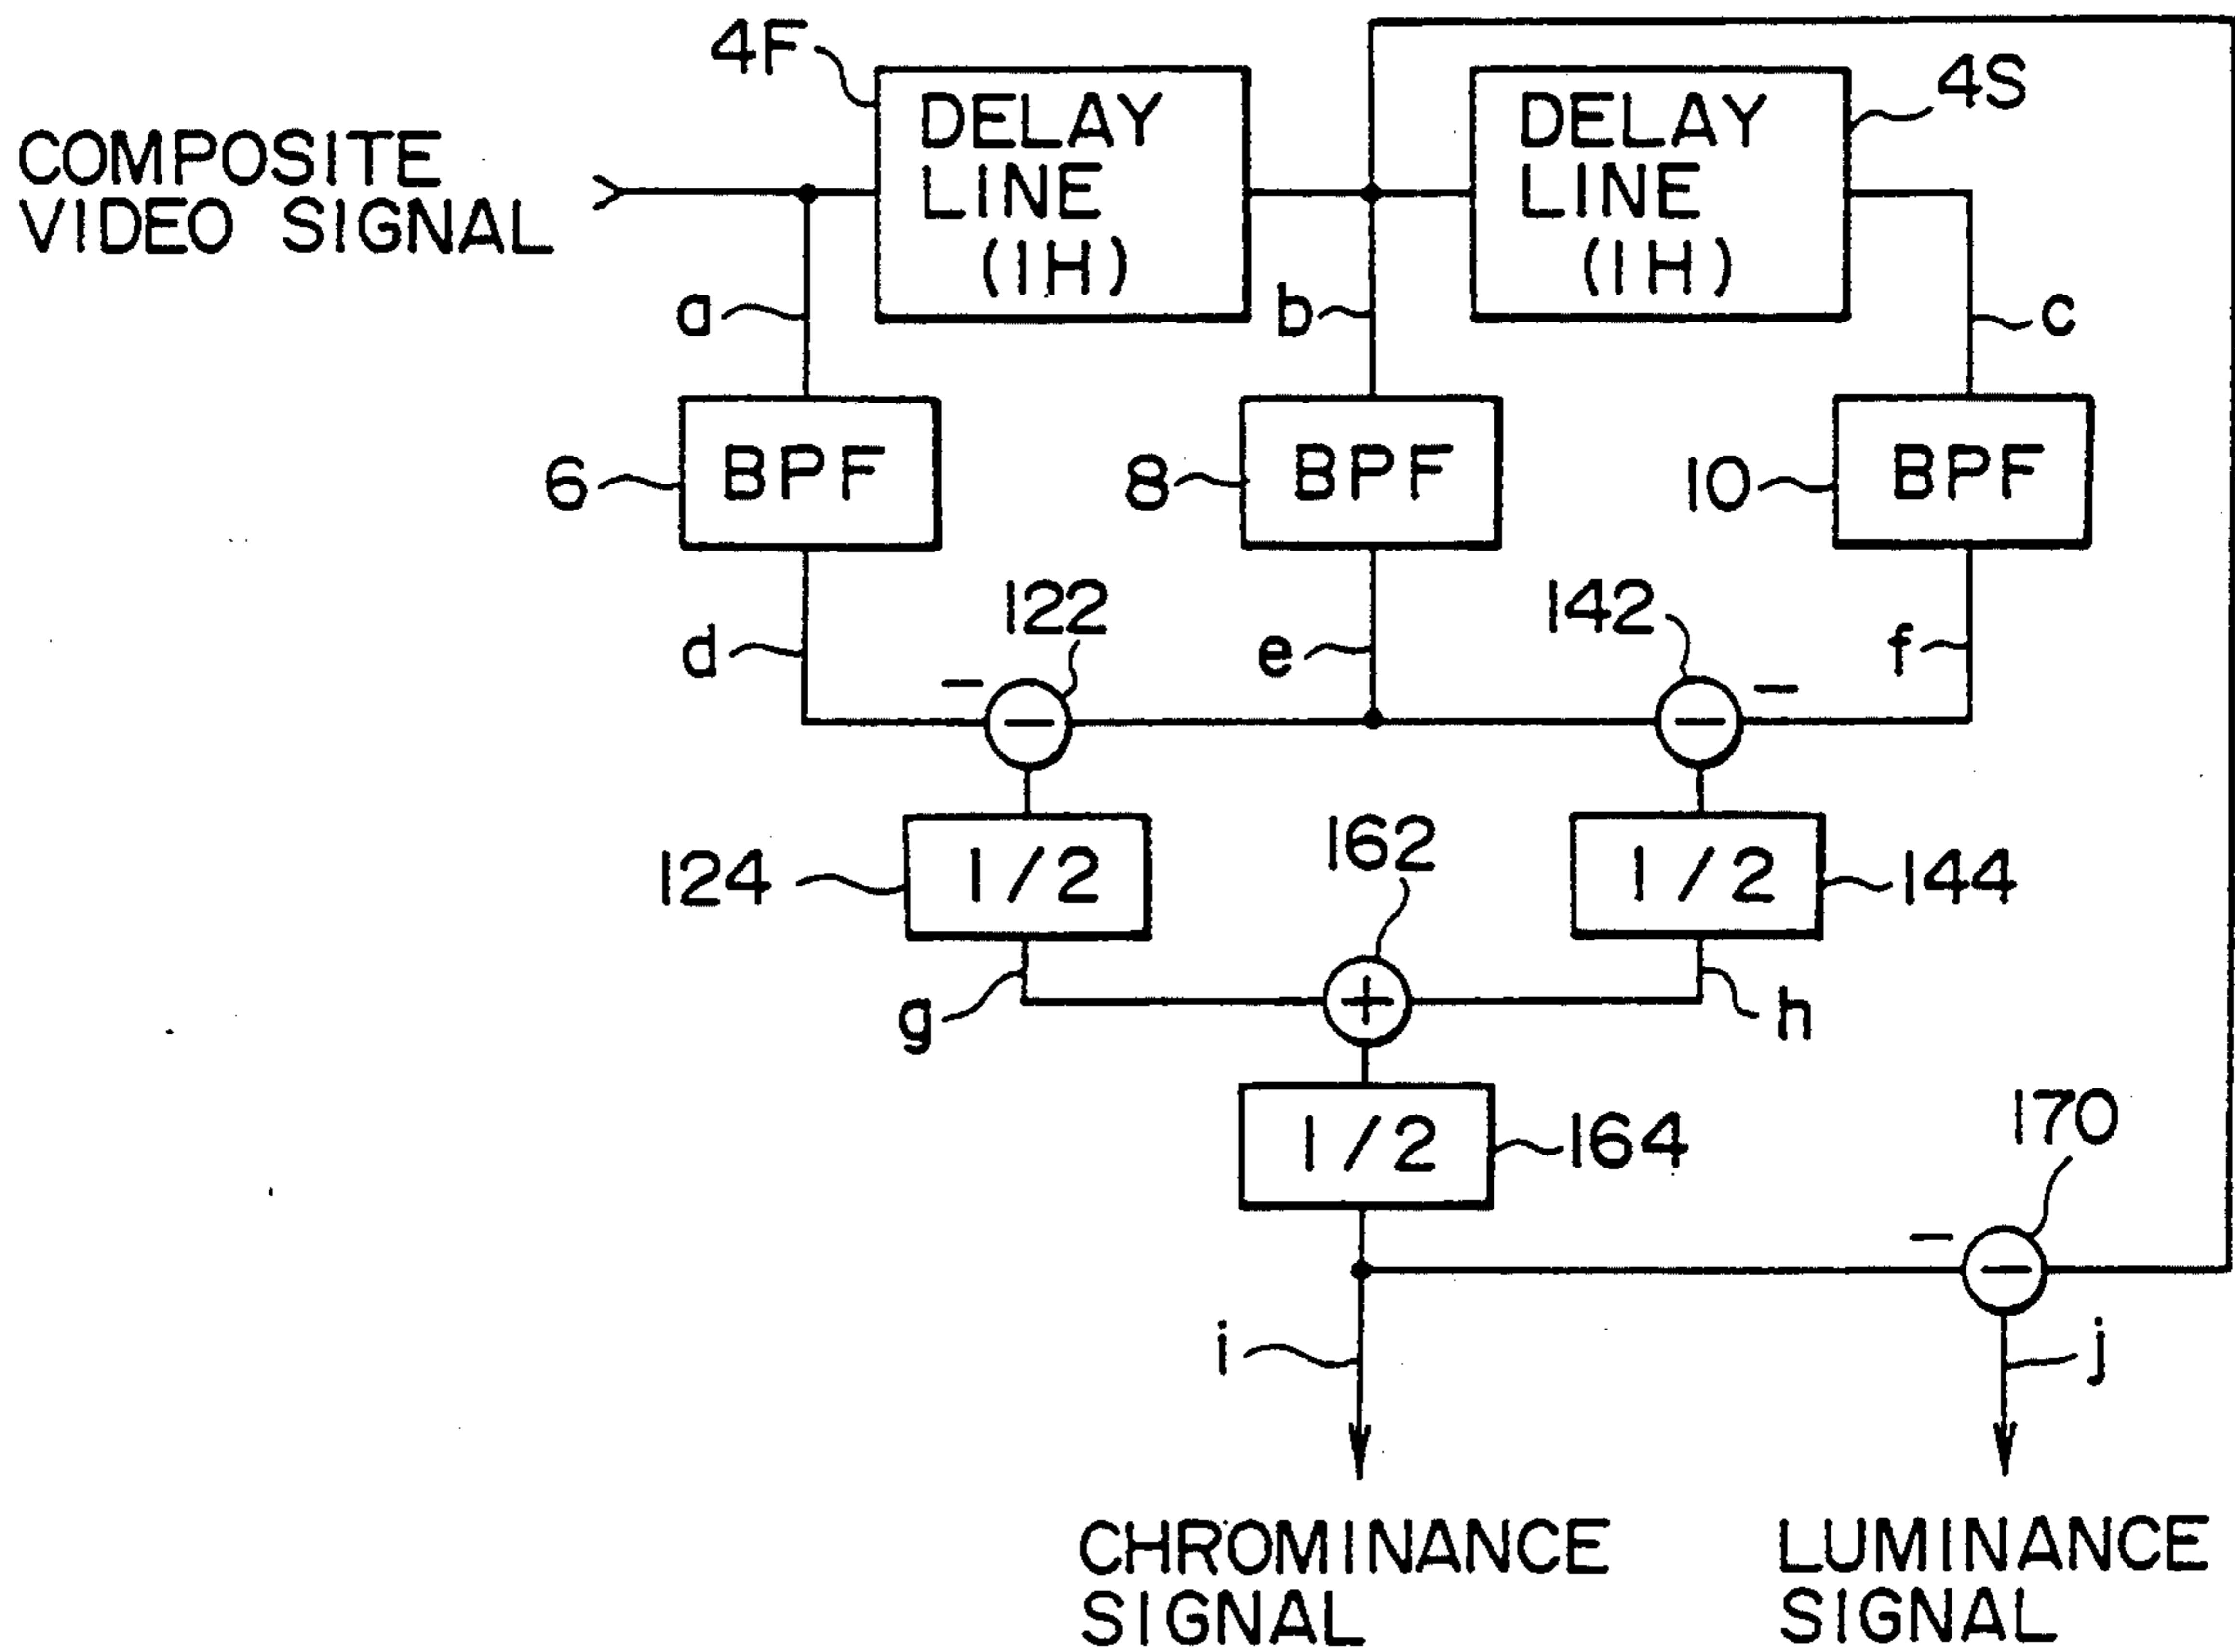 4F
4S
COMPOSITE
VIDEO SIGNAL
DELAY
LINE
(1H)
DELAY
LINE
(1H)
a
b
c
6
BPF
8
BPF
10
BPF
d
122
e
142
f
−
−
−
−
124
1/2
162
1/2
144
g
+
h
1/2
164
170
−
−
i
j
CHROMINANCE
SIGNAL
LUMINANCE
SIGNAL